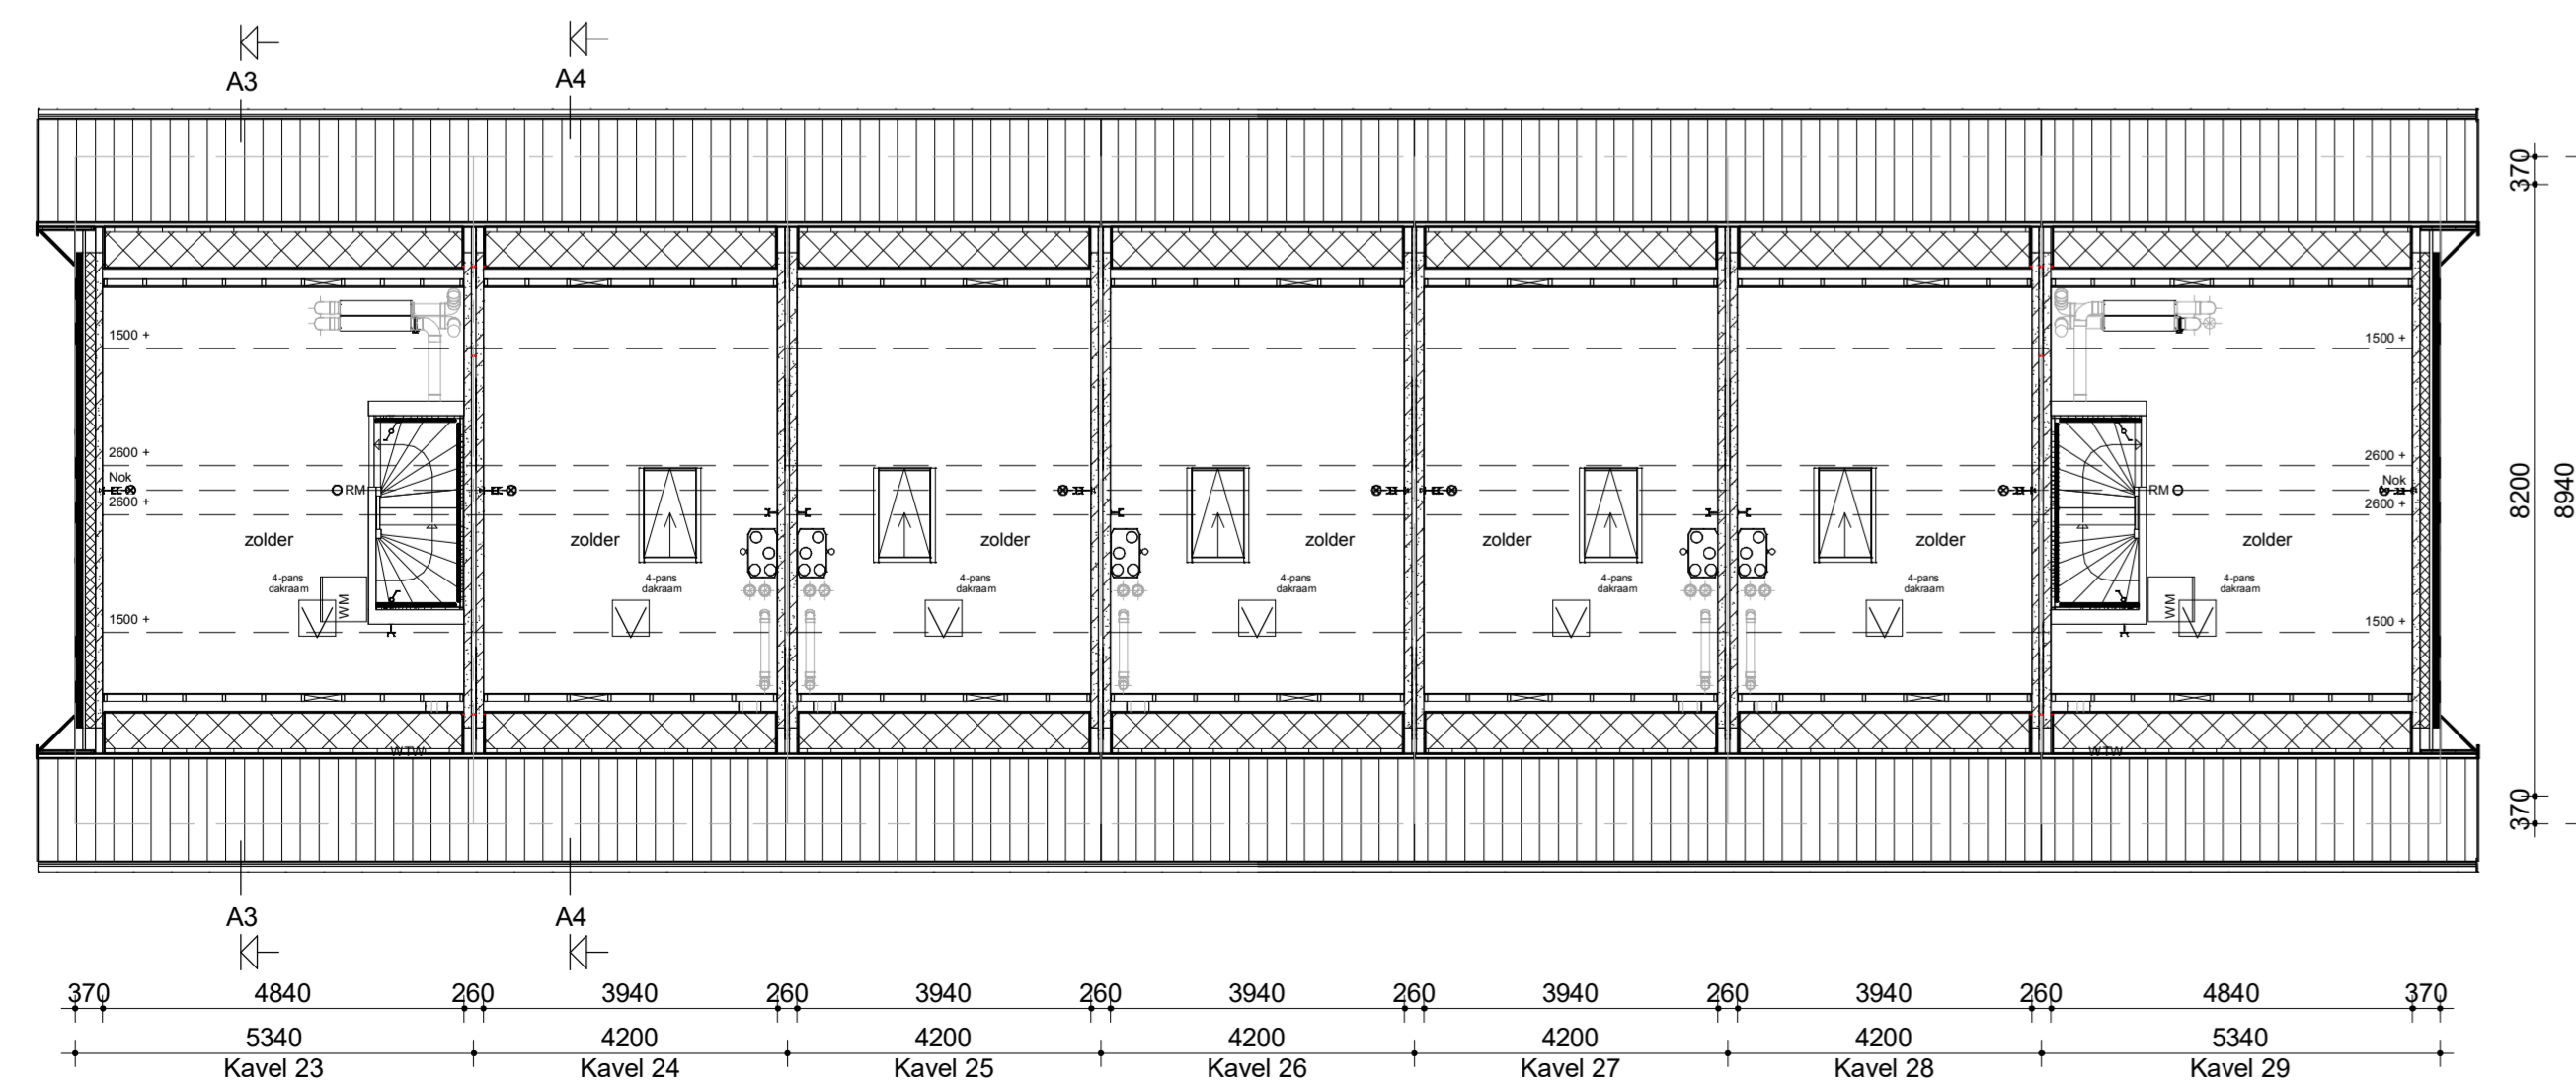 A3
A4
370
8200
8940
370
1500 +
1500 +
2600 +
Nok
2600 +
RM
2600 +
Nok
2600 +
RM
zolder
zolder
zolder
zolder
zolder
zolder
zolder
4-pans
dakraam
4-pans
dakraam
4-pans
dakraam
4-pans
dakraam
4-pans
dakraam
4-pans
dakraam
4-pans
dakraam
WM
WM
1500 +
1500 +
WTW
WTW
A3
A4
370 4840 260 3940 260 3940 260 3940 260 3940 260 3940 260 4840 370
5340 4200 4200 4200 4200 4200 5340
Kavel 23 Kavel 24 Kavel 25 Kavel 26 Kavel 27 Kavel 28 Kavel 29